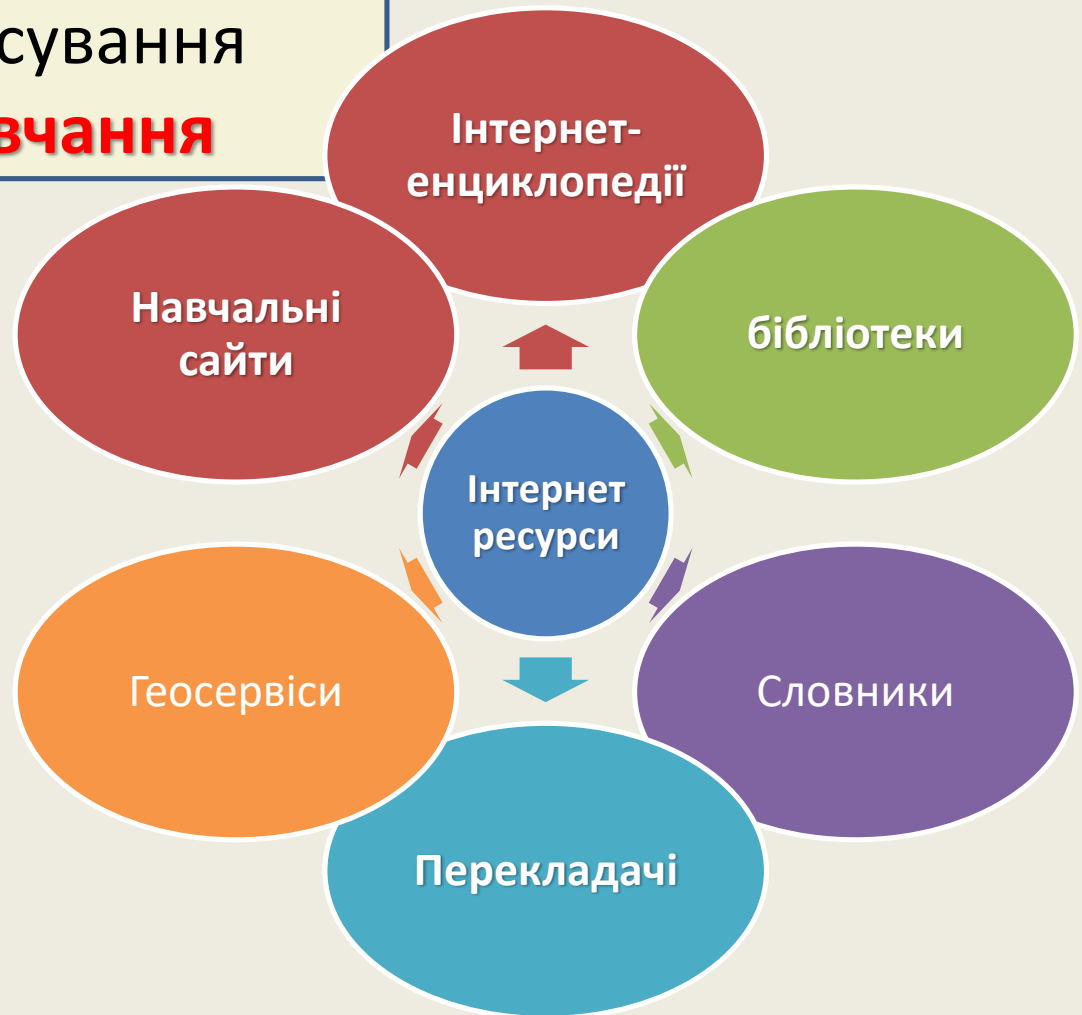 сування
вчання
Інтернет-
енциклопедії
Навчальні
сайти
бібліотеки
Інтернет
ресурси
Геосервіси
Словники
Перекладачі